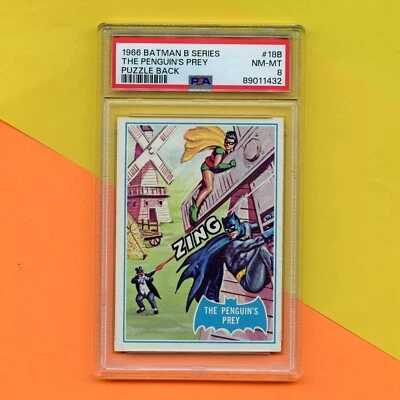 1966 BATMAN B SERIES #18B
THE PENGUIN'S PREY NM-MT
PUZZLE BACK 8
PSA 89011432
ZING
THE PENGUIN'S
PREY